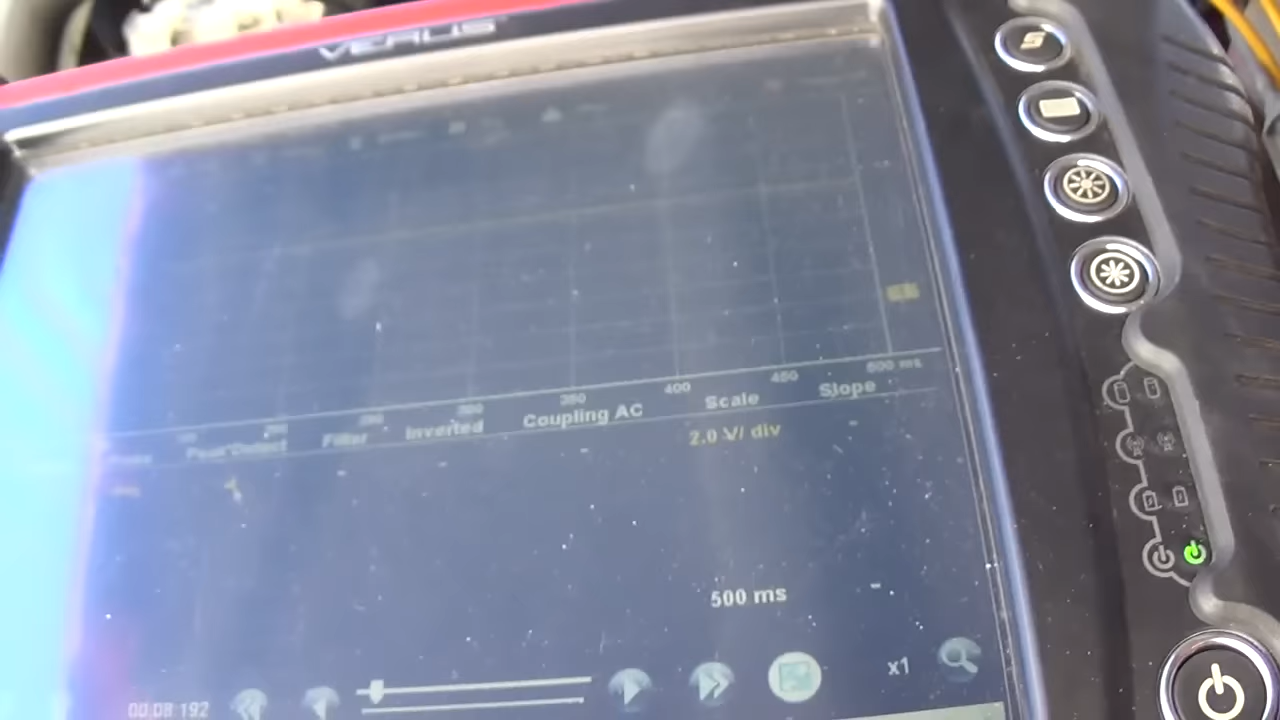 VERUS
350 400 450 500 ms
Peak Detect Filter Inverted Coupling AC Scale Slope
2.0 V/ div
500 ms
00:08.192 x1